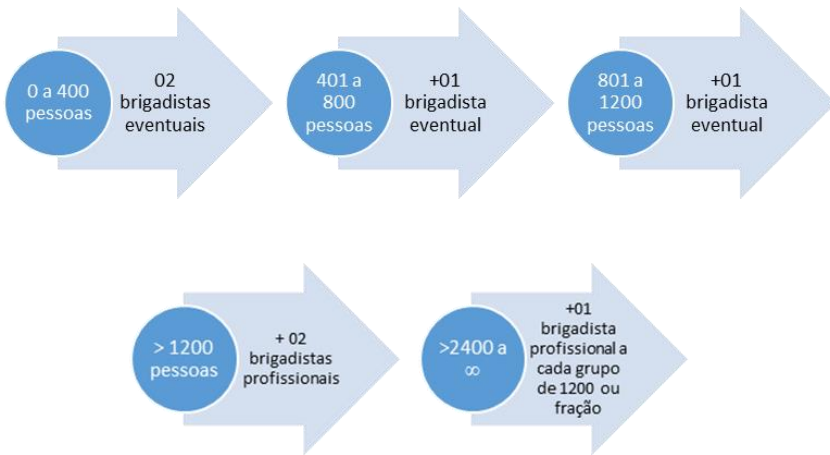 0 a 400
pessoas
02
brigadistas
eventuais
401 a
800
pessoas
+01
brigadista
eventual
801 a
1200
pessoas
+01
brigadista
eventual
> 1200
pessoas
+ 02
brigadistas
profissionais
>2400 a
∞
+01
brigadista
profissional a
cada grupo
de 1200 ou
fração